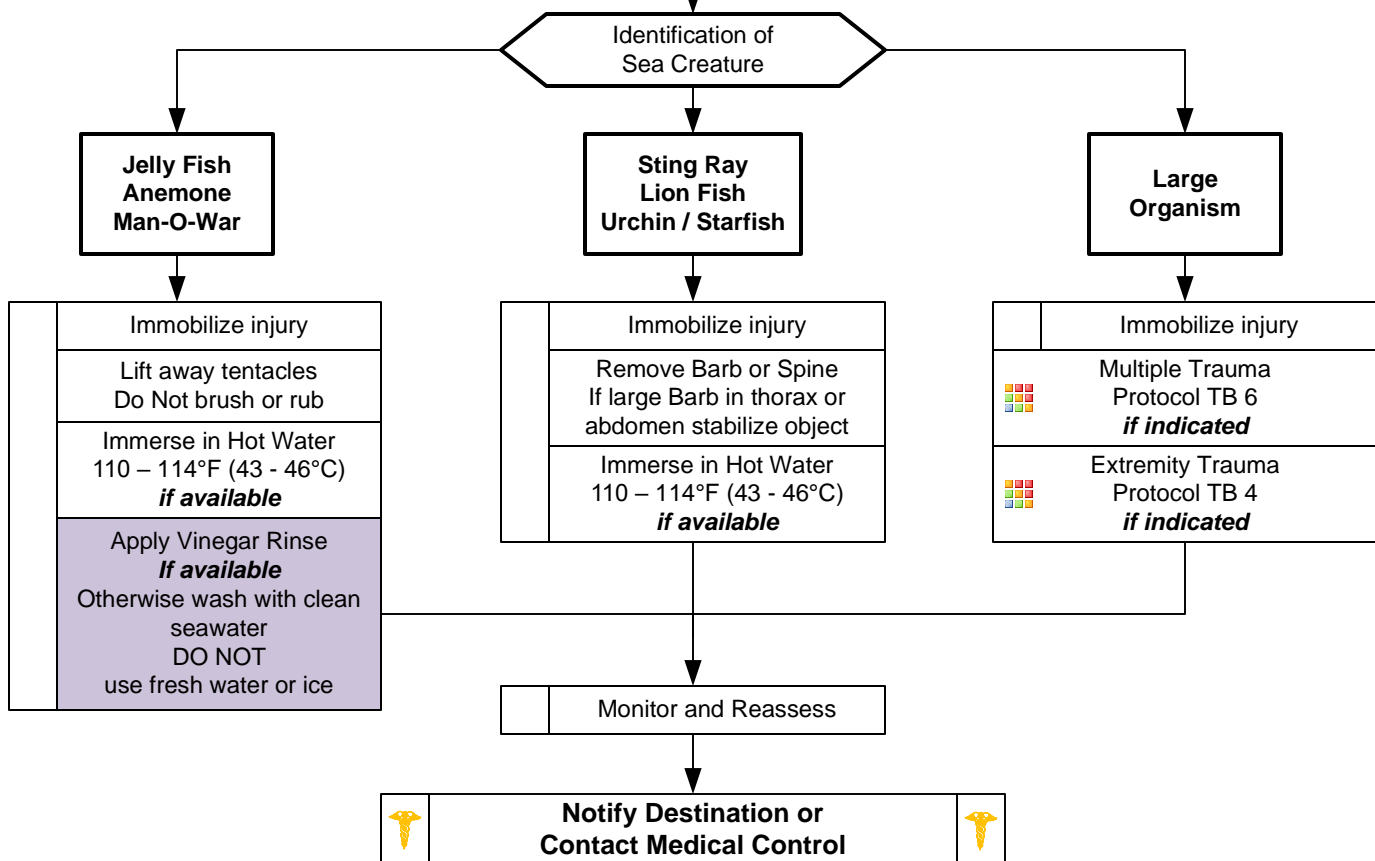 Identification of
Sea Creature
Jelly Fish
Anemone
Man-O-War
Sting Ray
Lion Fish
Urchin / Starfish
Large
Organism
Immobilize injury
Lift away tentacles
Do Not brush or rub
Immerse in Hot Water
110 – 114°F (43 - 46°C)
if available
Apply Vinegar Rinse
If available
Otherwise wash with clean
seawater
DO NOT
use fresh water or ice
Immobilize injury
Remove Barb or Spine
If large Barb in thorax or
abdomen stabilize object
Immerse in Hot Water
110 – 114°F (43 - 46°C)
if available
Immobilize injury
Multiple Trauma
Protocol TB 6
if indicated
Extremity Trauma
Protocol TB 4
if indicated
Monitor and Reassess
Notify Destination or
Contact Medical Control